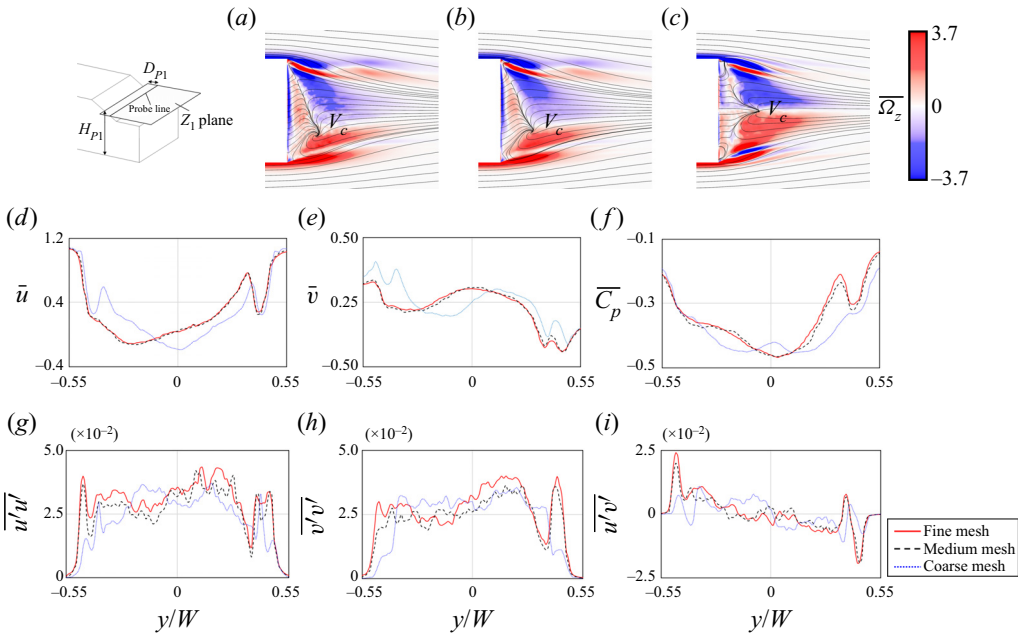 (a)
(b)
(c)
D_{P1}
Probe line
H_{P1}
Z_1 plane
V_c
V_c
V_c
\overline{Ω_z}
3.7
0
−3.7
(d)
(e)
(f)
1.2
0.4
−0.4
ū
−0.55
0
0.55
0.50
0.25
−0.50
v̄
−0.55
0
0.55
−0.1
−0.3
−0.5
\overline{C_p}
−0.55
0
0.55
(g)
(h)
(i)
(×10⁻²)
5.0
2.5
0
\overline{u′u′}
−0.55
0
0.55
y/W
(×10⁻²)
5.0
2.5
0
\overline{v′v′}
−0.55
0
0.55
y/W
(×10⁻²)
2.5
0
−2.5
\overline{u′v′}
−0.55
0
0.55
y/W
Fine mesh
Medium mesh
Coarse mesh